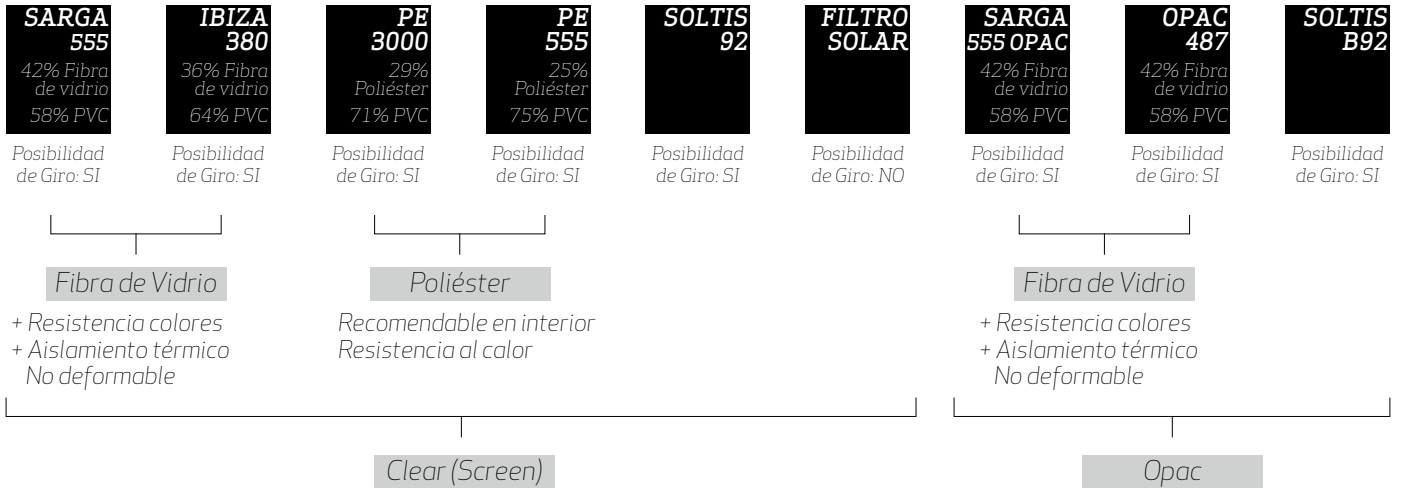 SARGA
555
42% Fibra
de vidrio
58% PVC
Posibilidad
de Giro: SI
IBIZA
380
36% Fibra
de vidrio
64% PVC
Posibilidad
de Giro: SI
PE
3000
29%
Poliéster
71% PVC
Posibilidad
de Giro: SI
PE
555
25%
Poliéster
75% PVC
Posibilidad
de Giro: SI
SOLTIS
92
Posibilidad
de Giro: SI
FILTRO
SOLAR
Posibilidad
de Giro: NO
SARGA
555 OPAC
42% Fibra
de vidrio
58% PVC
Posibilidad
de Giro: SI
OPAC
487
42% Fibra
de vidrio
58% PVC
Posibilidad
de Giro: SI
SOLTIS
B92
Posibilidad
de Giro: SI
Fibra de Vidrio
+ Resistencia colores
+ Aislamiento térmico
No deformable
Poliéster
Recomendable en interior
Resistencia al calor
Fibra de Vidrio
+ Resistencia colores
+ Aislamiento térmico
No deformable
Clear (Screen)
Opac